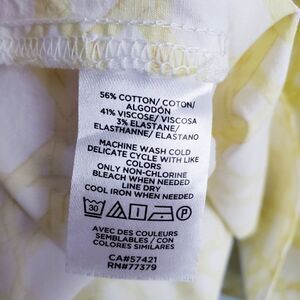 56% COTTON/ COTON/
ALGODÓN
41% VISCOSE/ VISCOSA
3% ELASTANE/
ELASTHANNE/ ELASTANO
MACHINE WASH COLD
DELICATE CYCLE WITH LIKE
COLORS
ONLY NON-CHLORINE
BLEACH WHEN NEEDED
LINE DRY
COOL IRON WHEN NEEDED
30 P
AVEC DES COULEURS
SEMBLABLES / CON
COLORES SIMILARES
CA#57421
RN#77379